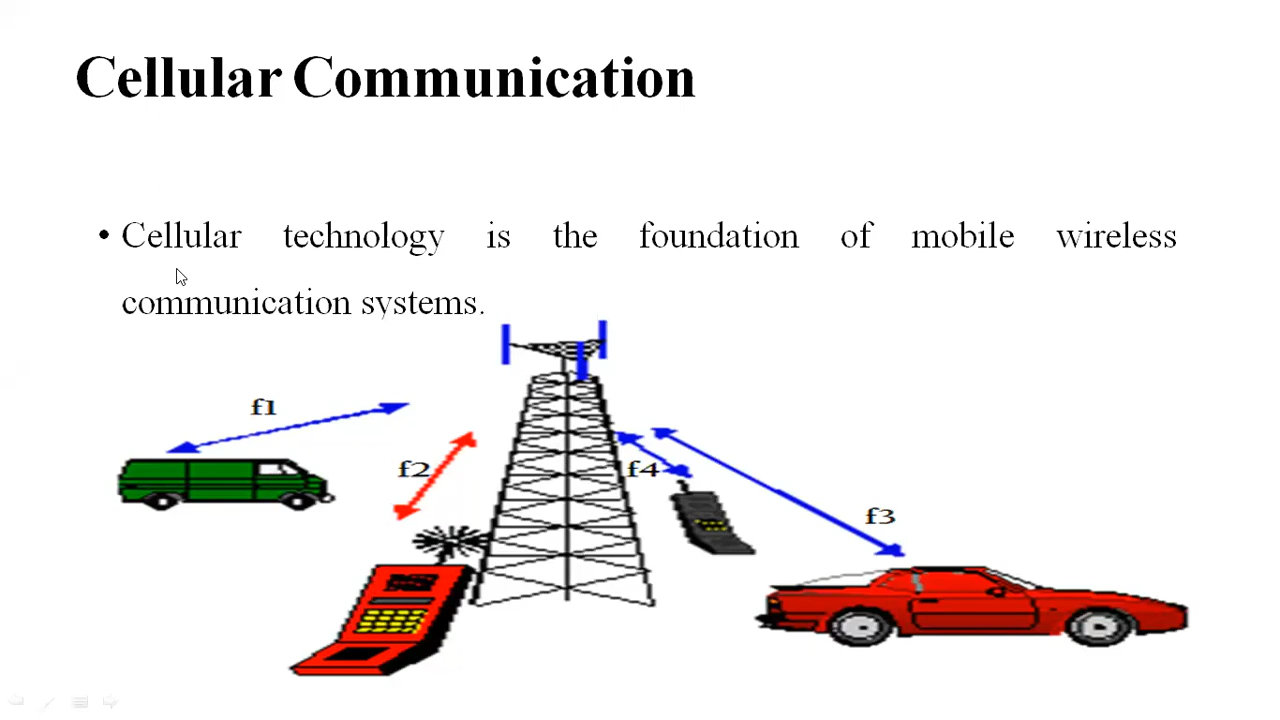 Cellular Communication
• Cellular technology is the foundation of mobile wireless
communication systems.
f1
f2
f4
f3